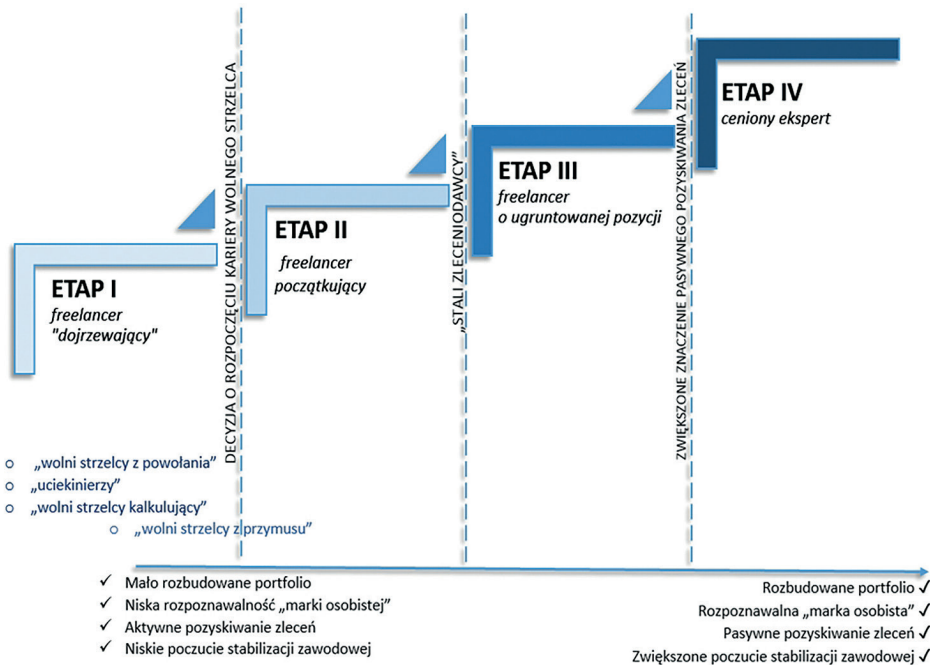 ETAP I
freelancer
"dojrzewający"
DECYZJA O ROZPOCZĘCIU KARIERY WOLNEGO STRZELCA
ETAP II
freelancer
początkujący
„STALI ZLECENIODAWCY”
ETAP III
freelancer
o ugruntowanej pozycji
ZWIĘKSZONE ZNACZENIE PASYWNEGO POZYSKIWANIA ZLECEŃ
ETAP IV
ceniony ekspert
„wolni strzelcy z powołania”
„uciekinierzy”
„wolni strzelcy kalkulujący”
„wolni strzelcy z przymusu”
Mało rozbudowane portfolio
Niska rozpoznawalność „marki osobistej”
Aktywne pozyskiwanie zleceń
Niskie poczucie stabilizacji zawodowej
Rozbudowane portfolio
Rozpoznawalna „marka osobista”
Pasywne pozyskiwanie zleceń
Zwiększone poczucie stabilizacji zawodowej